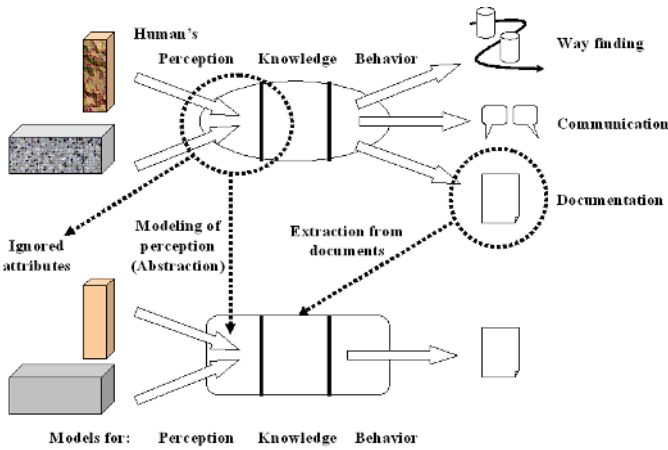 Human's
Perception Knowledge Behavior
Way finding
Communication
Documentation
Ignored
attributes
Modeling of
perception
(Abstraction)
Extraction from
documents
Models for: Perception Knowledge Behavior